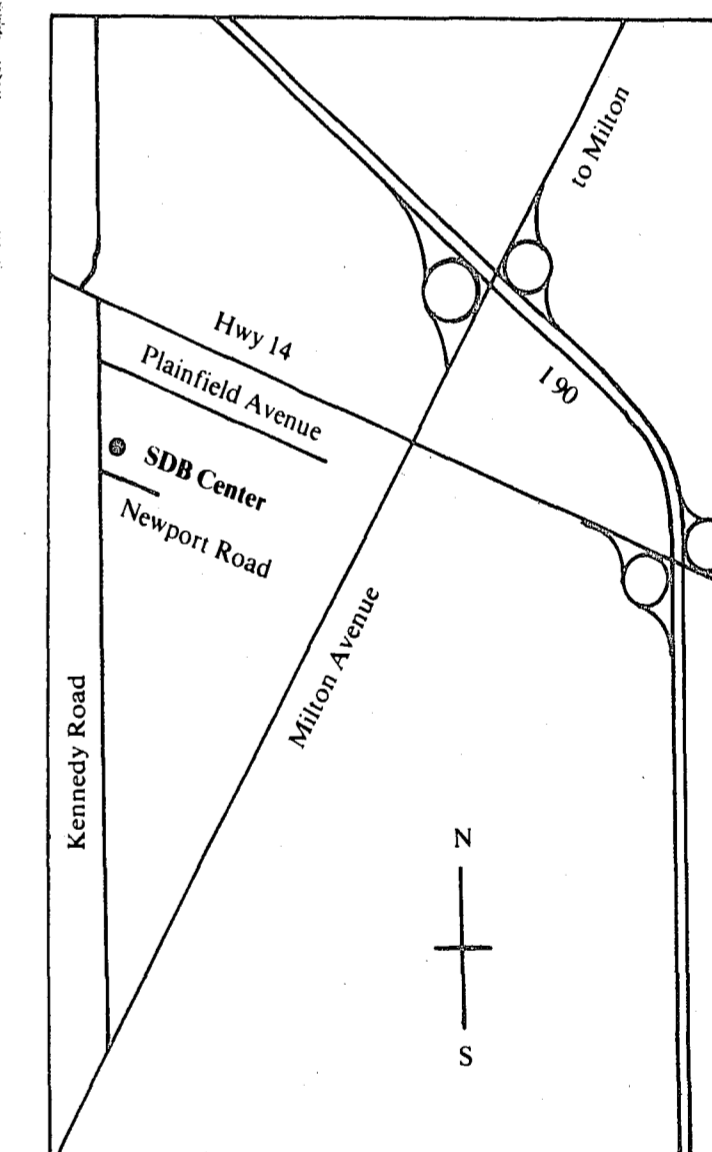 to Milton
Hwy 14
I 90
Plainfield Avenue
SDB Center
Newport Road
Milton Avenue
Kennedy Road
N
S